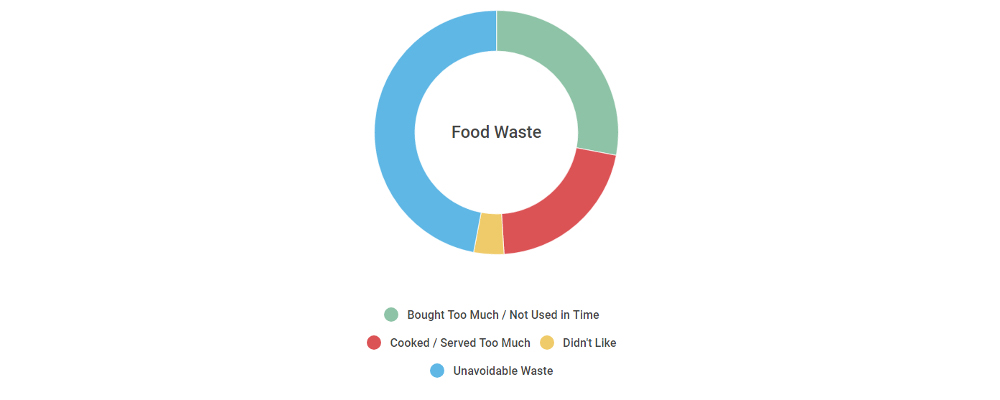 Food Waste
Bought Too Much / Not Used in Time
Cooked / Served Too Much Didn't Like
Unavoidable Waste